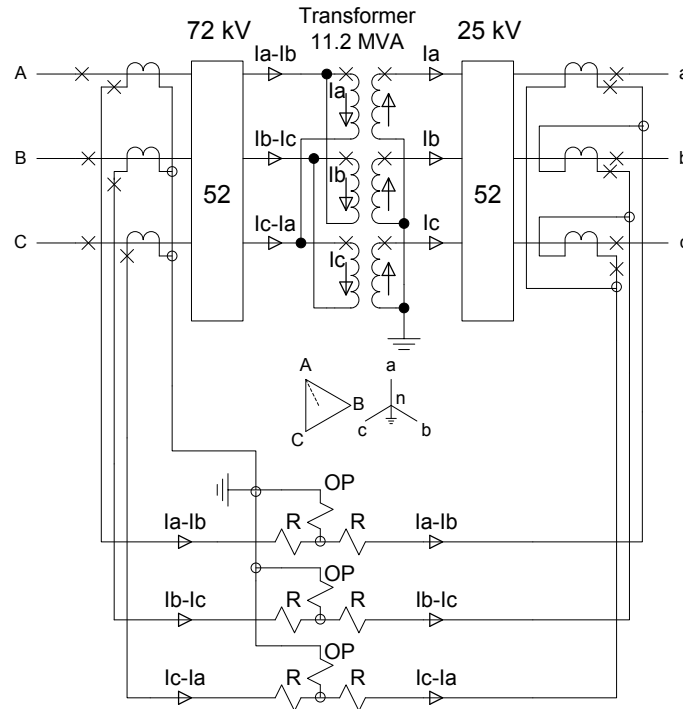 Transformer
72 kV 11.2 MVA 25 kV
A Ia-Ib Ia Ia a
B Ib-Ic Ib Ib b
52 52
C Ic-Ia Ic Ic c
A a
B n
C c b
OP
Ia-Ib R R Ia-Ib
OP
Ib-Ic R R Ib-Ic
OP
Ic-Ia R R Ic-Ia